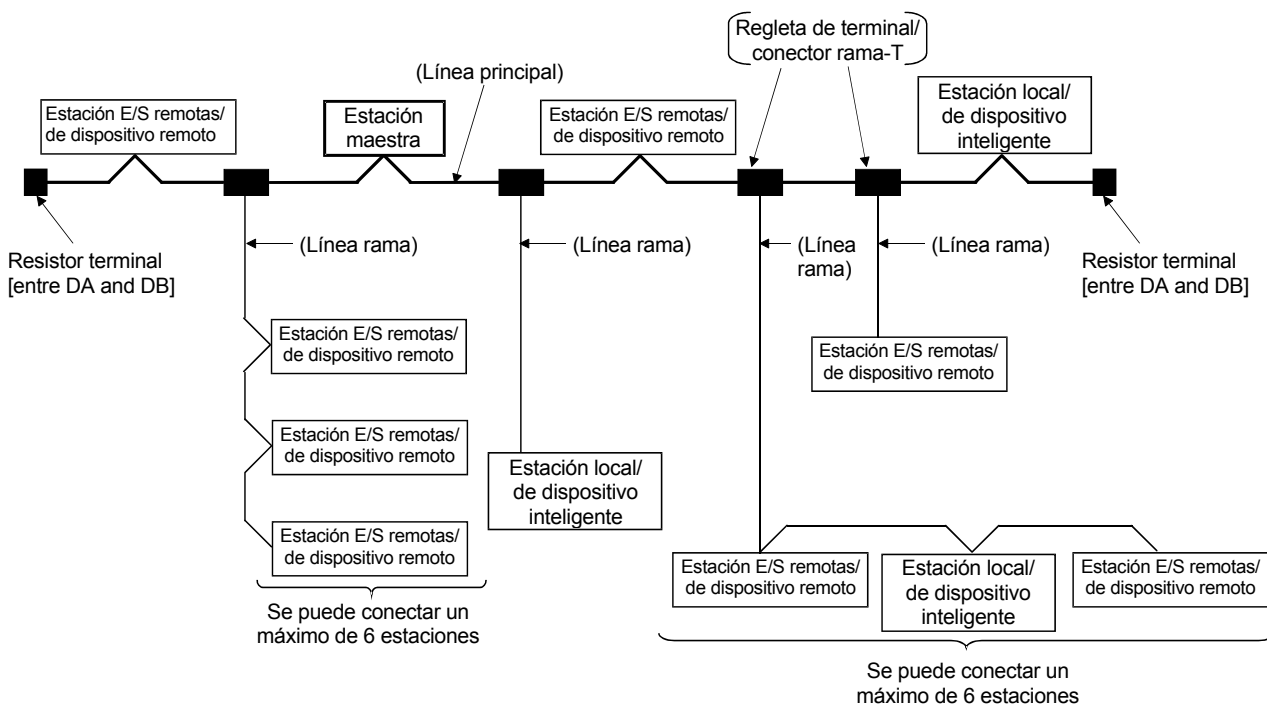 Regleta de terminal/
conector rama-T
(Línea principal)
Estación E/S remotas/
de dispositivo remoto
Estación
maestra
Estación E/S remotas/
de dispositivo remoto
Estación local/
de dispositivo
inteligente
Resistor terminal
[entre DA and DB]
(Línea rama)
(Línea rama)
(Línea
rama)
(Línea rama)
Resistor terminal
[entre DA and DB]
Estación E/S remotas/
de dispositivo remoto
Estación E/S remotas/
de dispositivo remoto
Estación E/S remotas/
de dispositivo remoto
Se puede conectar un
máximo de 6 estaciones
Estación local/
de dispositivo
inteligente
Estación E/S remotas/
de dispositivo remoto
Estación E/S remotas/
de dispositivo remoto
Estación local/
de dispositivo
inteligente
Estación E/S remotas/
de dispositivo remoto
Se puede conectar un
máximo de 6 estaciones